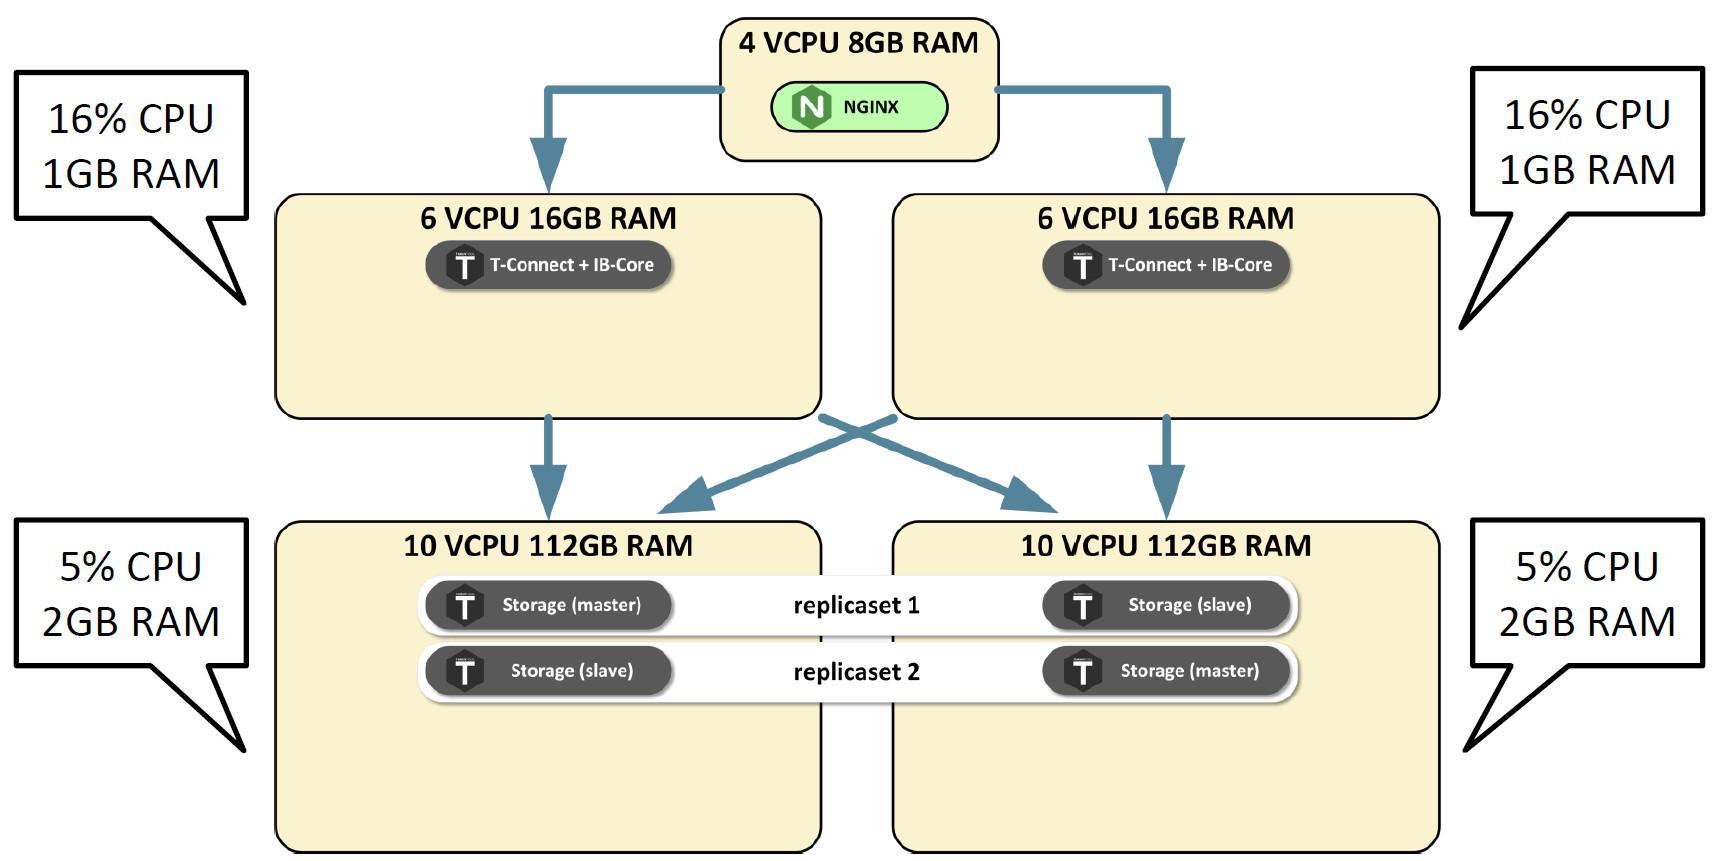 4 VCPU 8GB RAM
N NGINX
16% CPU
1GB RAM
16% CPU
1GB RAM
6 VCPU 16GB RAM
T T-Connect + IB-Core
6 VCPU 16GB RAM
T T-Connect + IB-Core
5% CPU
2GB RAM
5% CPU
2GB RAM
10 VCPU 112GB RAM
10 VCPU 112GB RAM
T Storage (master)
replicaset 1
T Storage (slave)
T Storage (slave)
replicaset 2
T Storage (master)